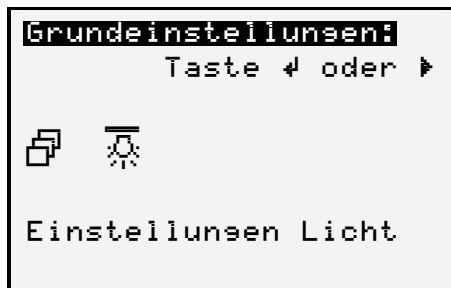 Grundeinstellungen:
Taste ↲ oder ▶
Einstellungen Licht